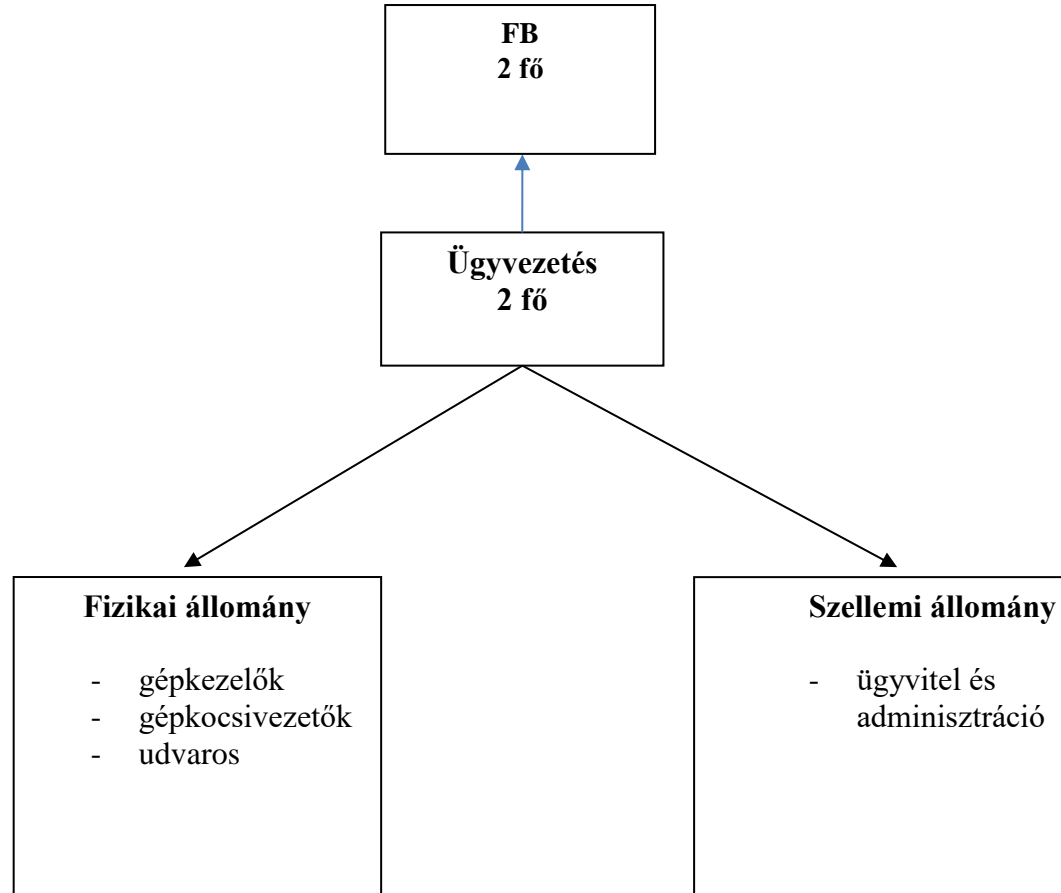 FB
2 fő
Ügyvezetés
2 fő
Fizikai állomány
- gépkezelők
- gépkocsivezetők
- udvaros
Szellemi állomány
- ügyvitel és
adminisztráció